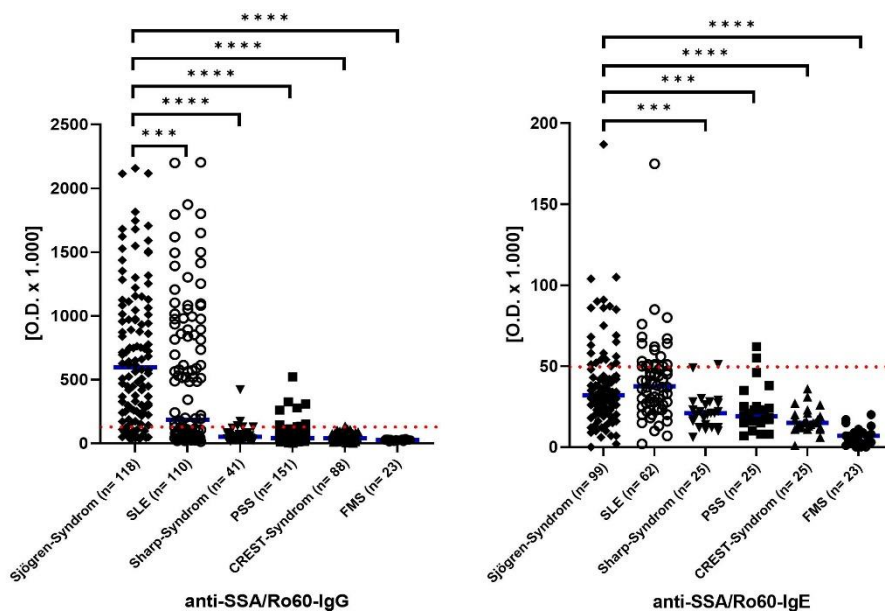 * * * *
* * * *
* * * *
* * * *
* * *
[O.D. x 1.000]
2500
2000
1500
1000
500
0
Sjögren-Syndrom (n= 118)
SLE (n= 110)
Sharp-Syndrom (n= 41)
PSS (n= 151)
CREST-Syndrom (n= 88)
FMS (n= 23)
anti-SSA/Ro60-IgG
* * * *
* * * *
* * *
* * *
[O.D. x 1.000]
200
150
100
50
0
Sjögren-Syndrom (n= 99)
SLE (n= 62)
Sharp-Syndrom (n= 25)
PSS (n= 25)
CREST-Syndrom (n= 25)
FMS (n= 23)
anti-SSA/Ro60-IgE